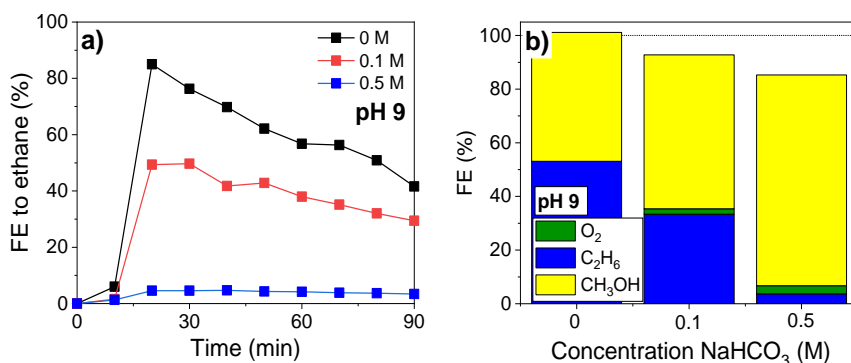 a)
0 M
0.1 M
0.5 M
pH 9
FE to ethane (%)
100
80
60
40
20
0
0 30 60 90
Time (min)
b)
FE (%)
100
80
60
40
20
0
pH 9
O₂
C₂H₆
CH₃OH
0 0.1 0.5
Concentration NaHCO₃ (M)